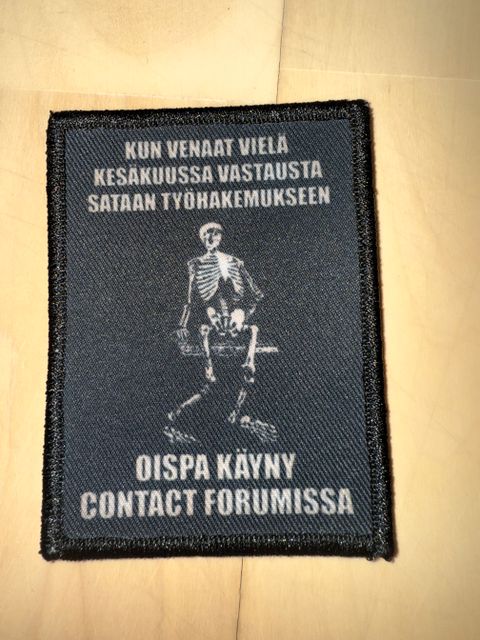 KUN VENAAT VIELÄ
KESÄKUUSSA VASTAUSTA
SATAAN TYÖHAKEMUKSEEN
OISPA KÄYNY
CONTACT FORUMISSA